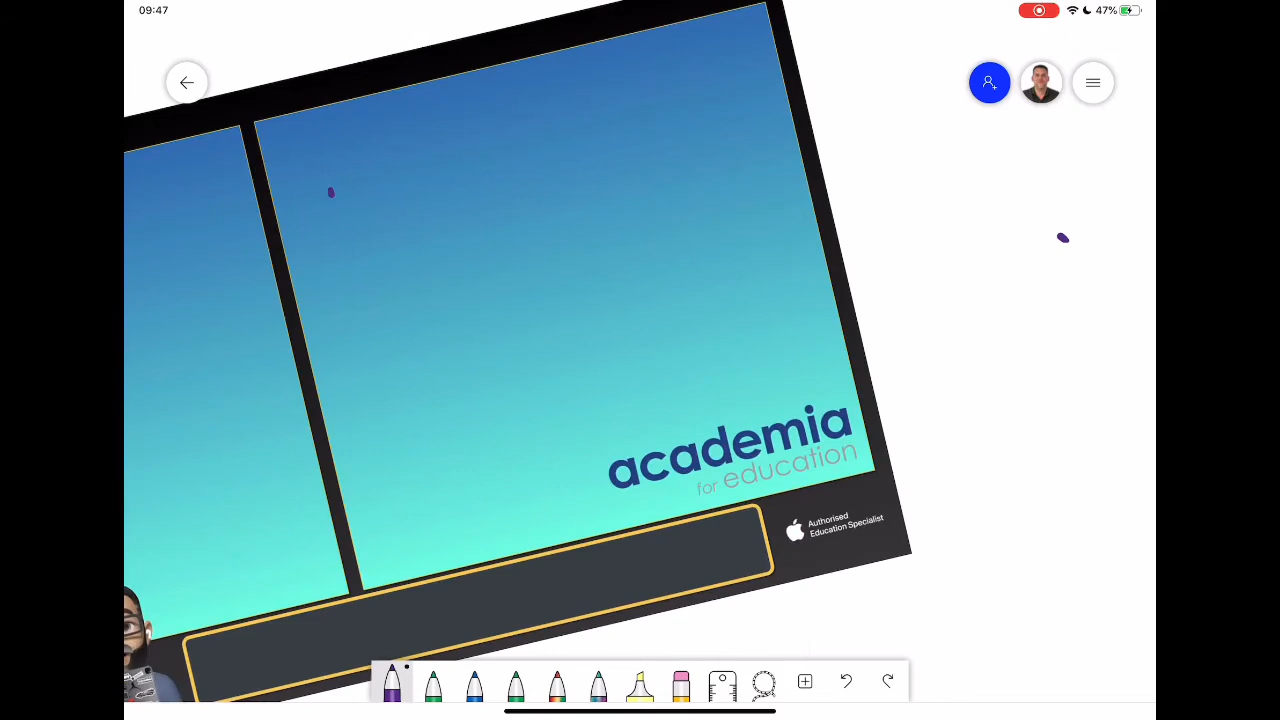 09:47
47%
academia
for education
Authorised
Education Specialist